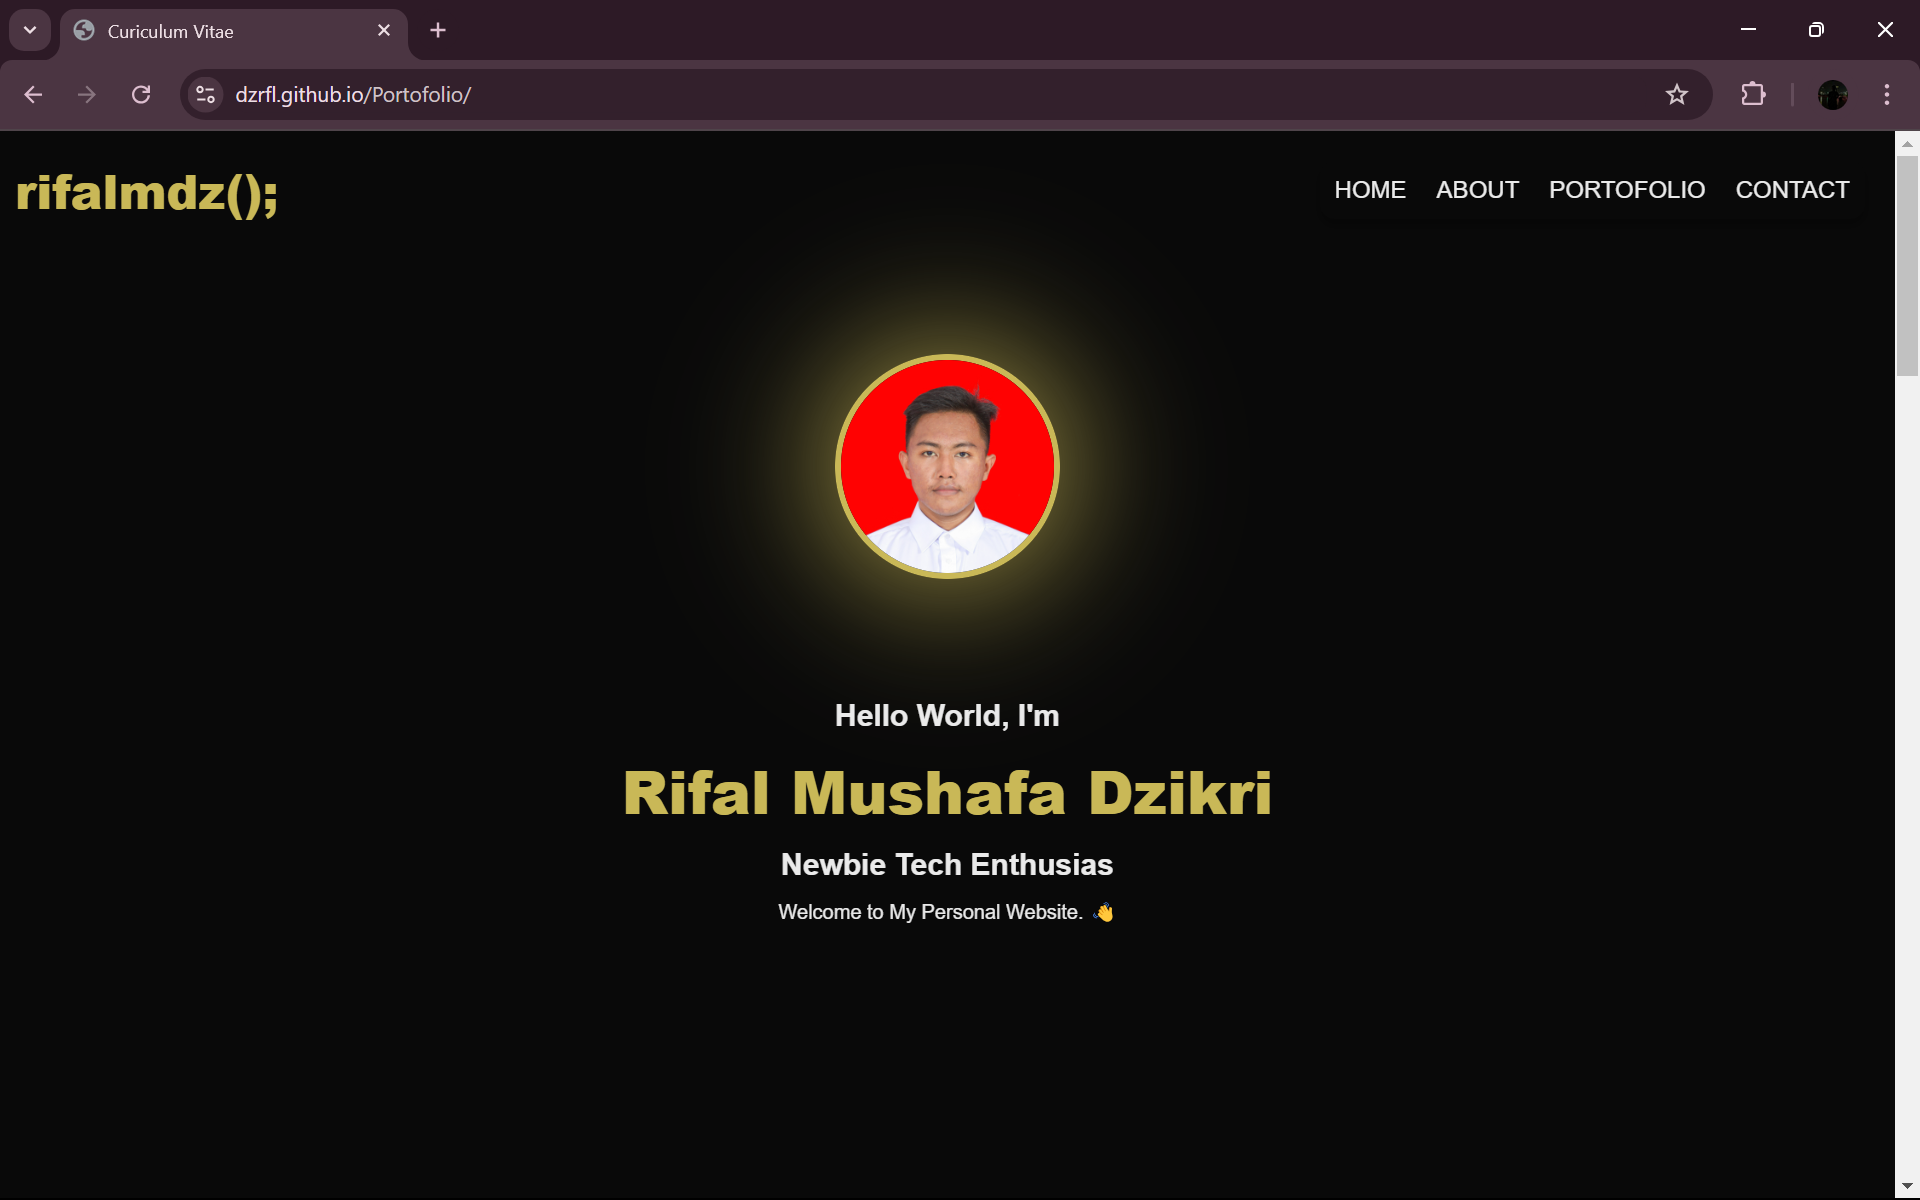 Curiculum Vitae
dzrfl.github.io/Portofolio/
rifalmdz();
HOME ABOUT PORTOFOLIO CONTACT
Hello World, I'm
Rifal Mushafa Dzikri
Newbie Tech Enthusias
Welcome to My Personal Website. 👋